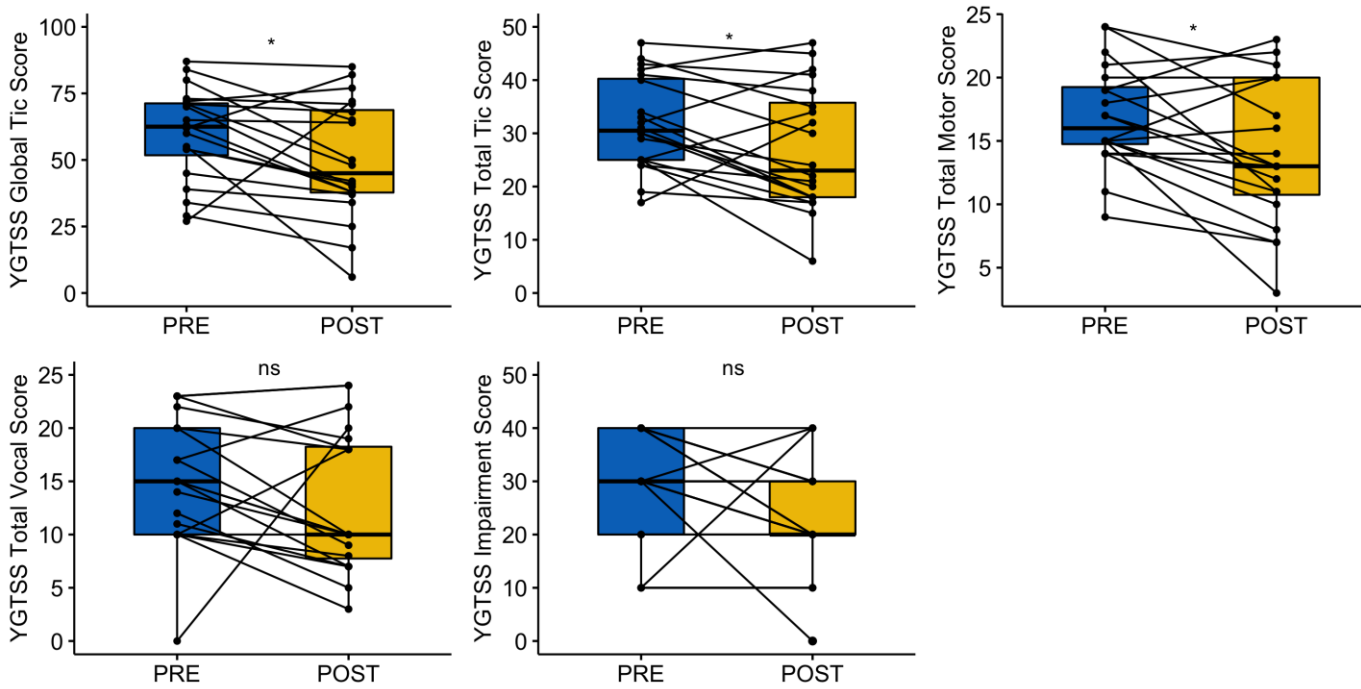 YGTSS Global Tic Score
100
75
50
25
0
*
PRE
POST
YGTSS Total Tic Score
50
40
30
20
10
0
*
PRE
POST
YGTSS Total Motor Score
25
20
15
10
5
*
PRE
POST
YGTSS Total Vocal Score
25
20
15
10
5
0
ns
PRE
POST
YGTSS Impairment Score
50
40
30
20
10
0
ns
PRE
POST